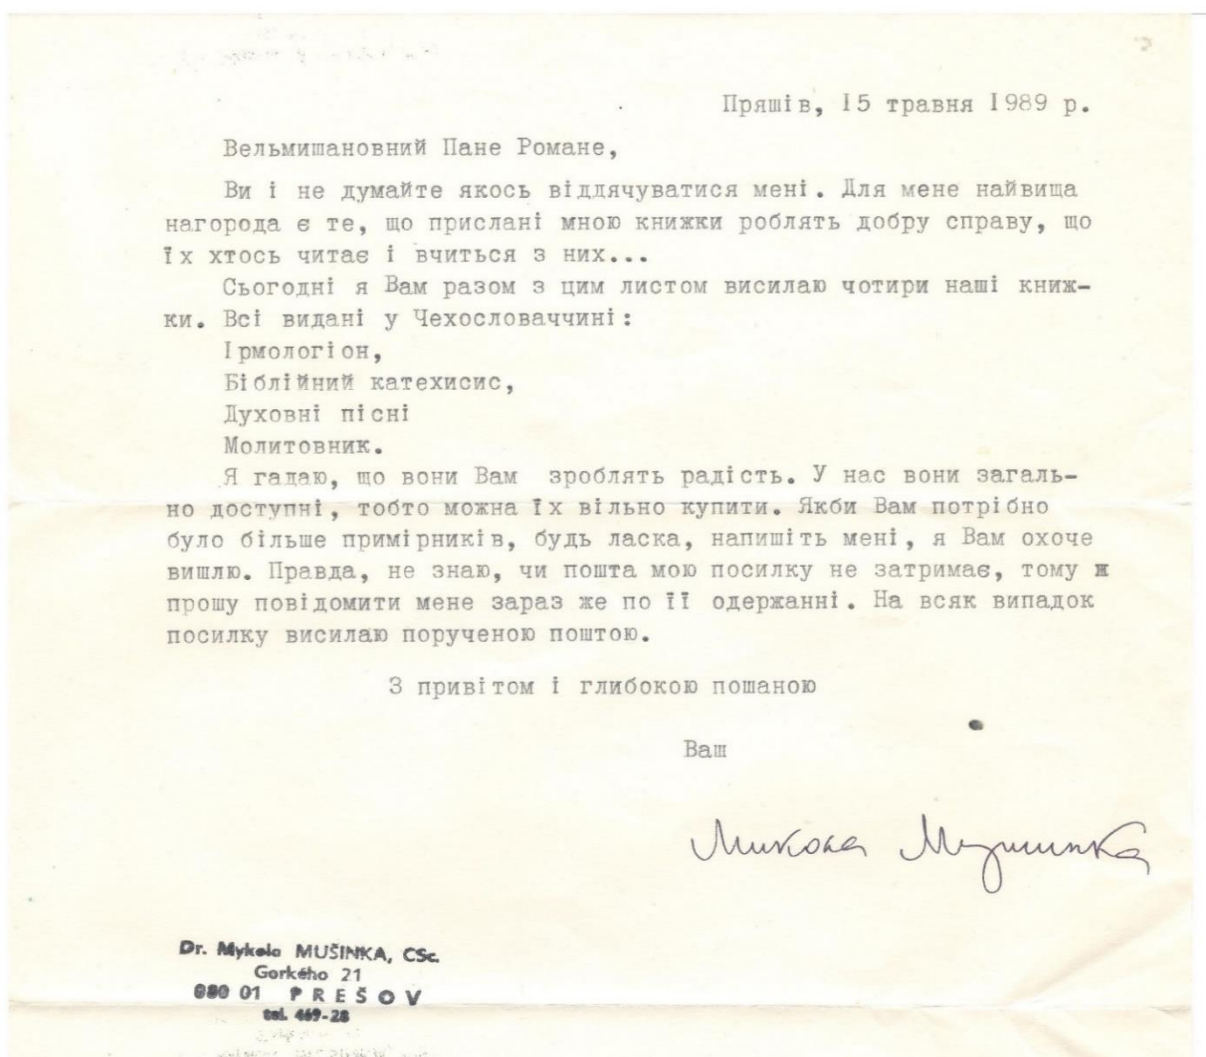 Пряшів, 15 травня 1989 р.
Вельмишановний Пане Романе,
Ви і не думайте якось віддячуватися мені. Для мене найвища
нагорода є те, що прислані мною книжки роблять добру справу, що
їх хтось читає і вчиться з них...
Сьогодні я Вам разом з цим листом висилаю чотири наші книж-
ки. Всі видані у Чехословаччині:
Ірмологіон,
Біблійний катехисис,
Духовні пісні
Молитовник.
Я гадаю, що вони Вам зроблять радість. У нас вони загаль-
но доступні, тобто можна їх вільно купити. Якби Вам потрібно
було більше примірників, будь ласка, напишіть мені, я Вам охоче
вишлю. Правда, не знаю, чи пошта мою посилку не затримає, тому
прошу повідомити мене зараз же по її одержанні. На всяк випадок
посилку висилаю порученою поштою.
З привітом і глибокою пошаною
Ваш
Микола Мушинка
Dr. Mykola MUŠINKA, CSc.
Gorkého 21
080 01 PREŠOV
tel. 469-28